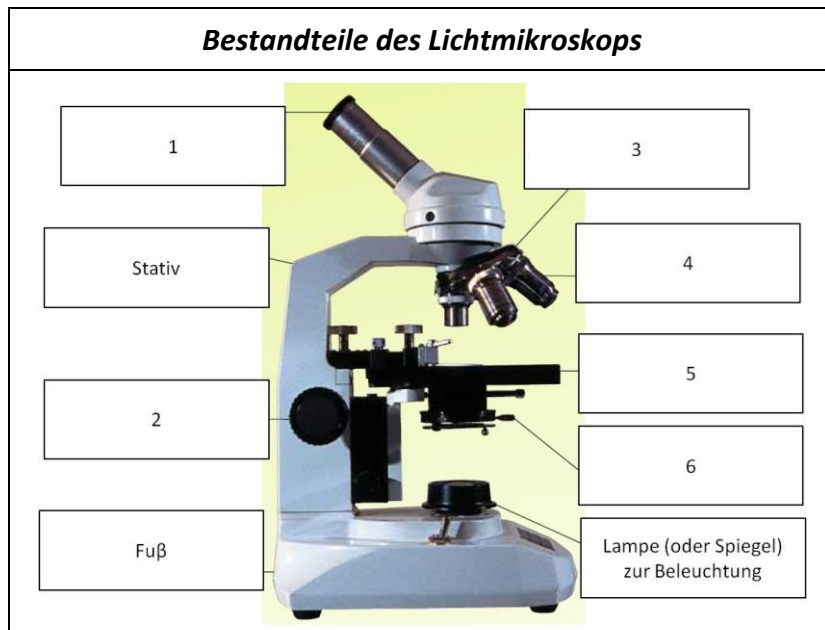 Bestandteile des Lichtmikroskops
1
3
Stativ
4
5
2
6
Fuβ
Lampe (oder Spiegel)
zur Beleuchtung